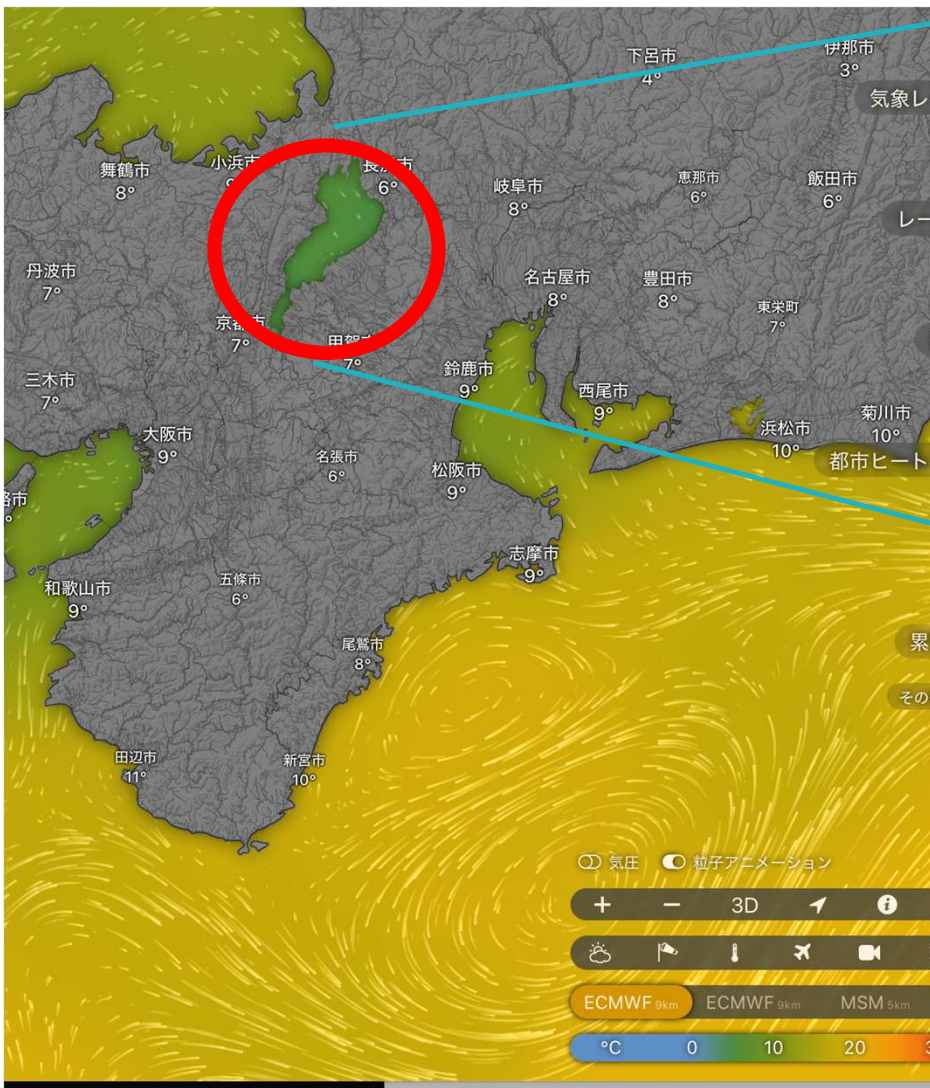 下呂市
4°
伊那市
3°
気象レ
舞鶴市
8°
小浜市
長浜市
6°
岐阜市
8°
恵那市
6°
飯田市
6°
レー
丹波市
7°
名古屋市
8°
豊田市
8°
東栄町
7°
京都市
7°
甲賀市
7°
鈴鹿市
9°
三木市
7°
西尾市
9°
浜松市
10°
菊川市
10°
大阪市
9°
名張市
6°
松阪市
9°
都市ヒート
路市
志摩市
9°
和歌山市
9°
五條市
6°
尾鷲市
8°
累
その
田辺市
11°
新宮市
10°
気圧 粒子アニメーション
+ − 3D
ECMWF 9km ECMWF 9km MSM 5km
°C 0 10 20 3